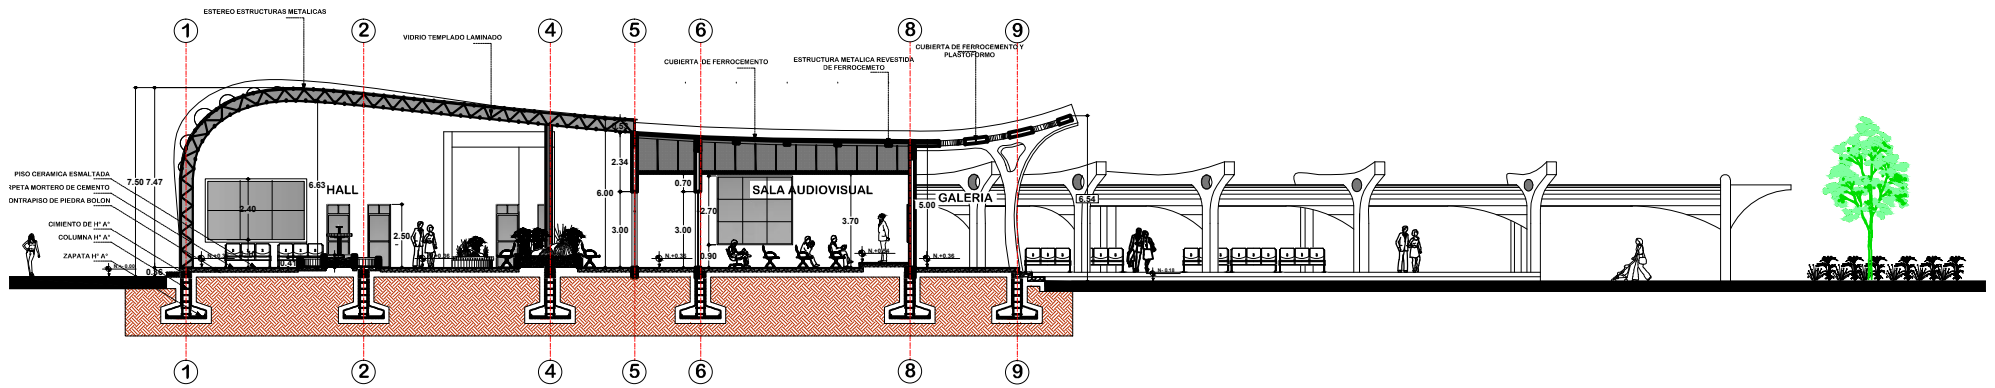 ESTEREO ESTRUCTURAS METALICAS
1
2
4
5
6
8
9
VIDRIO TEMPLADO LAMINADO
CUBIERTA DE FERROCEMENTO
ESTRUCTURA METALICA REVESTIDA
DE FERROCEMETO
CUBIERTA DE FERROCEMENTO Y
PLASTOFORMO
PISO CERAMICA ESMALTADA
RPETA MORTERO DE CEMENTO
ONTRAPISO DE PIEDRA BOLON
CIMIENTO DE H° A°
COLUMNA H° A°
ZAPATA H° A°
7.50
7.47
6.63
HALL
2.40
2.50
2.34
6.00
3.00
0.70
3.00
2.70
0.90
SALA AUDIOVISUAL
3.70
5.00
GALERIA
6.54
N.+0.36
N.+0.36
1
2
4
5
6
8
9